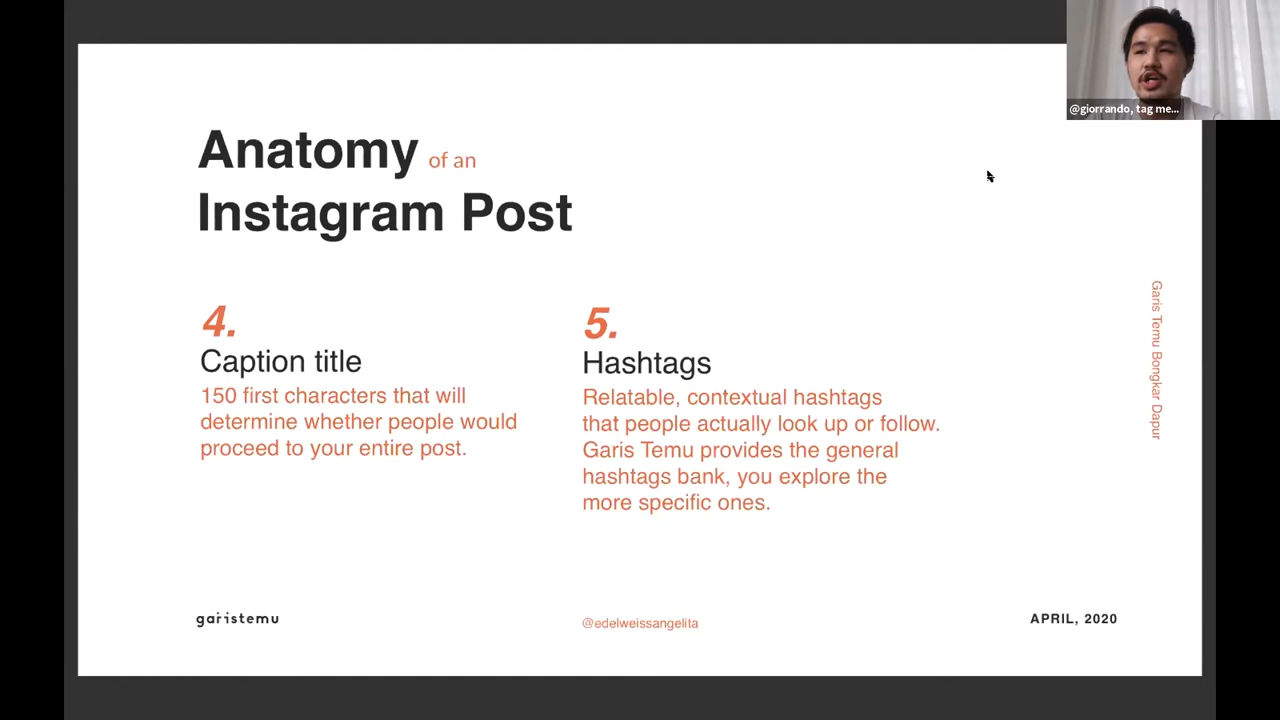 @giorrando, tag me...
Anatomy of an
Instagram Post
4.
Caption title
150 first characters that will
determine whether people would
proceed to your entire post.
5.
Hashtags
Relatable, contextual hashtags
that people actually look up or follow.
Garis Temu provides the general
hashtags bank, you explore the
more specific ones.
Garis Temu Bongkar Dapur
garistemu
@edelweissangelita
APRIL, 2020